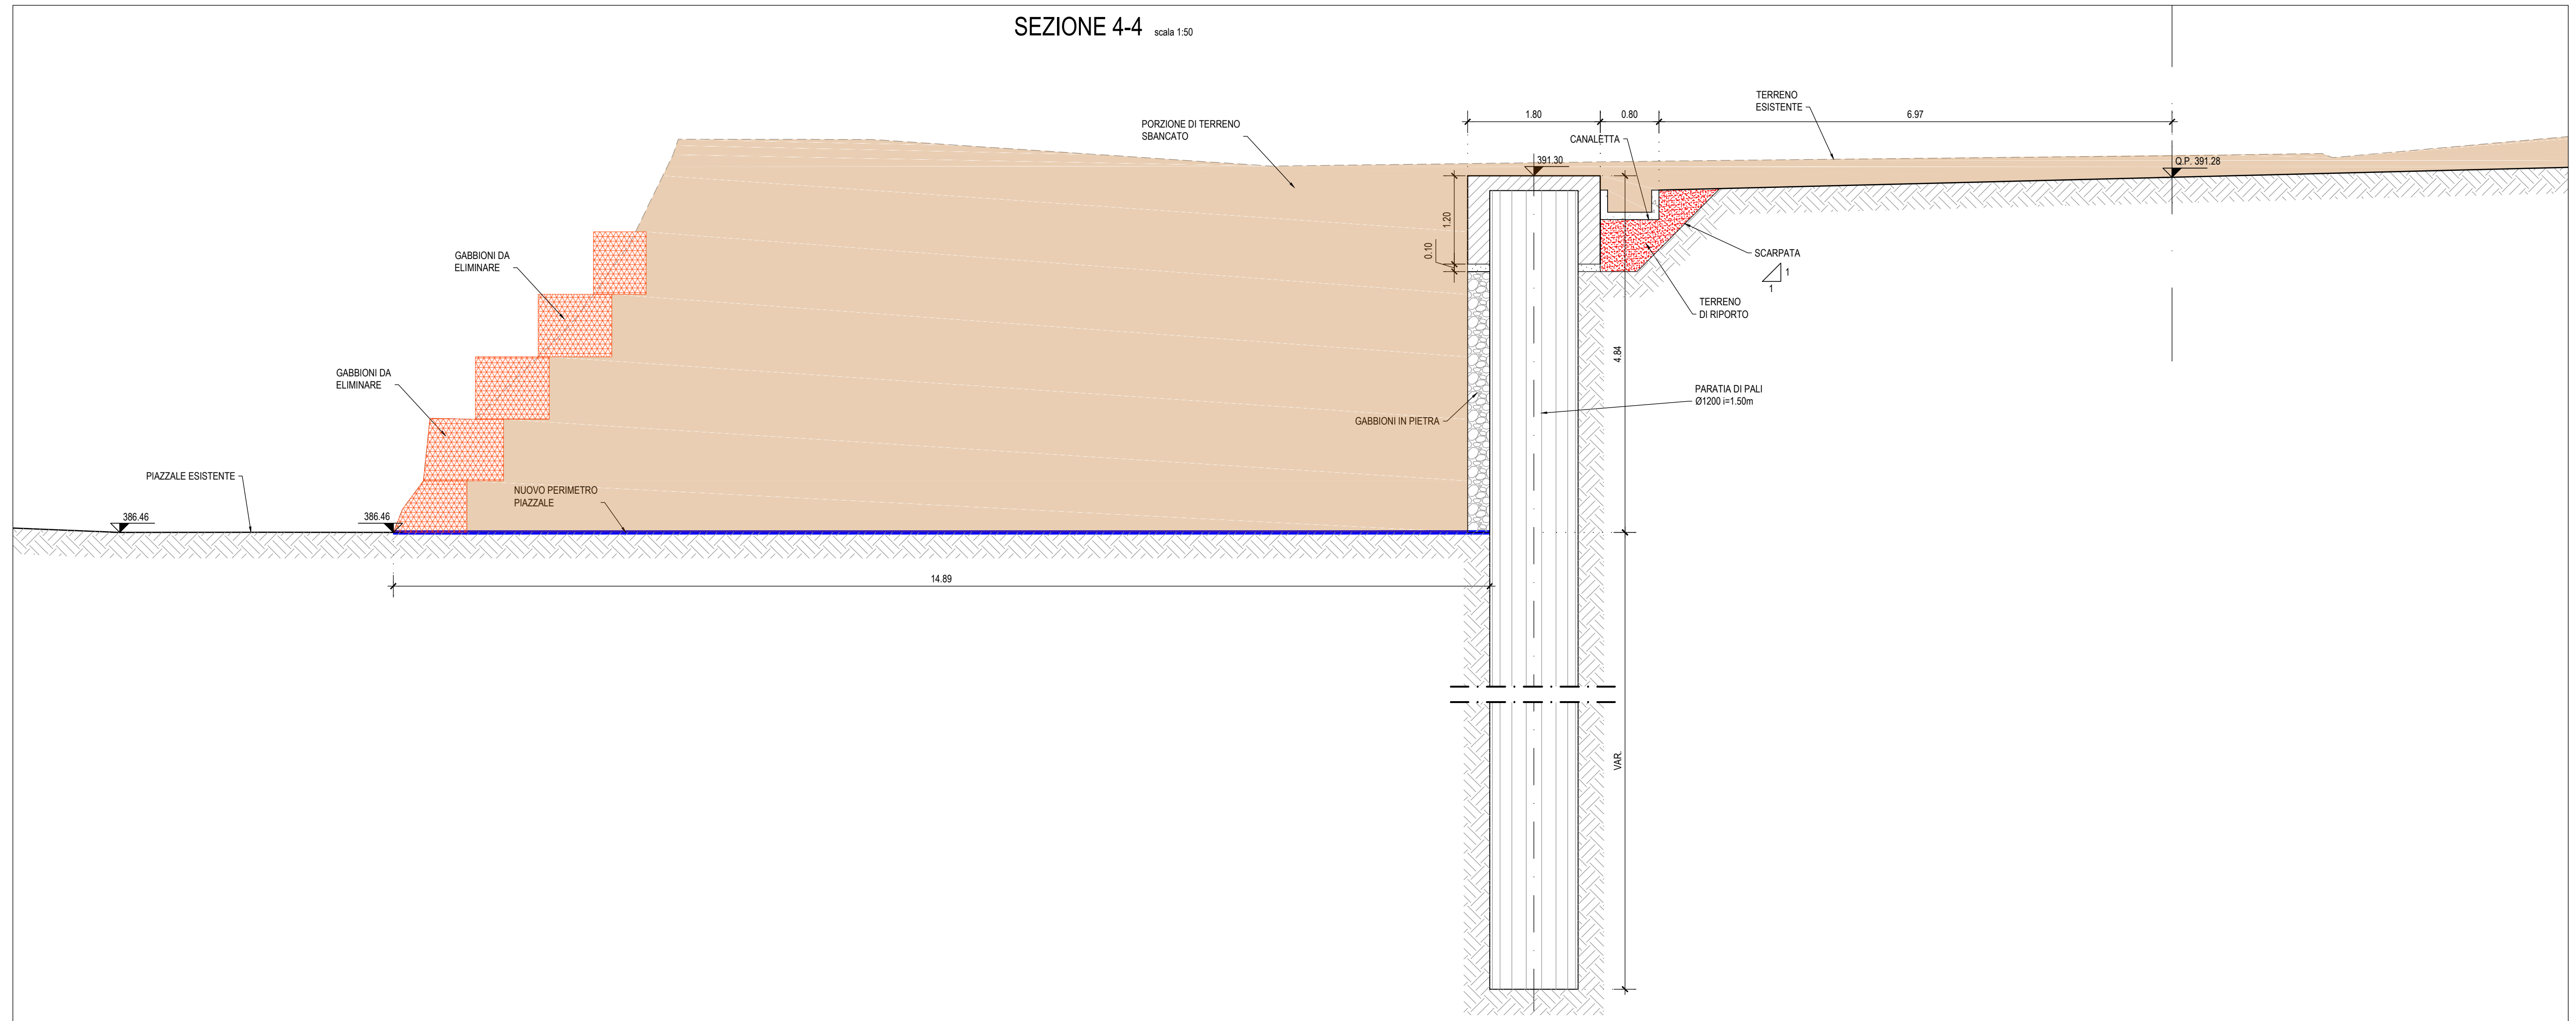 SEZIONE 4-4 scala 1:50
TERRENO
ESISTENTE
PORZIONE DI TERRENO
SBANCATO
1.80
0.80
6.97
CANALETTA
391.30
Q.P. 391.28
1.20
0.10
GABBIONI DA
ELIMINARE
SCARPATA
1
1
TERRENO
DI RIPORTO
4.84
GABBIONI DA
ELIMINARE
PARATIA DI PALI
Ø1200 i=1.50m
GABBIONI IN PIETRA
PIAZZALE ESISTENTE
NUOVO PERIMETRO
PIAZZALE
386.46
386.46
14.89
VAR.